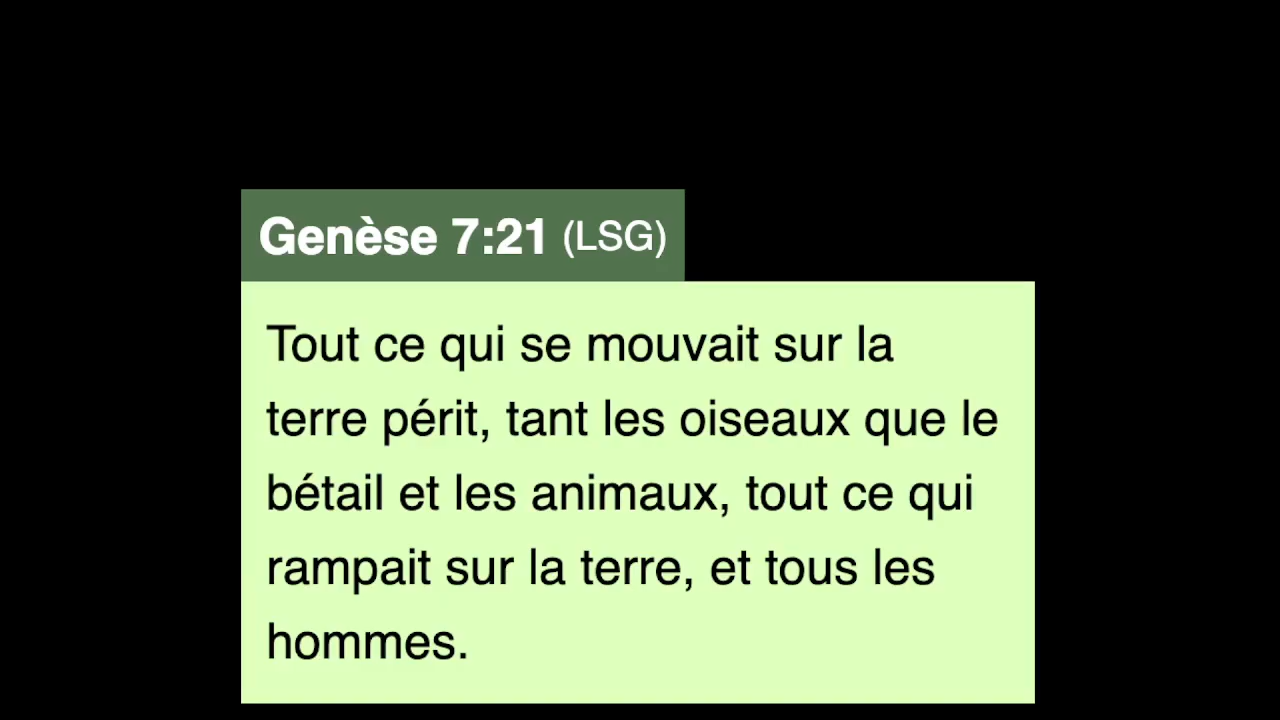 Genèse 7:21 (LSG)
Tout ce qui se mouvait sur la
terre périt, tant les oiseaux que le
bétail et les animaux, tout ce qui
rampait sur la terre, et tous les
hommes.